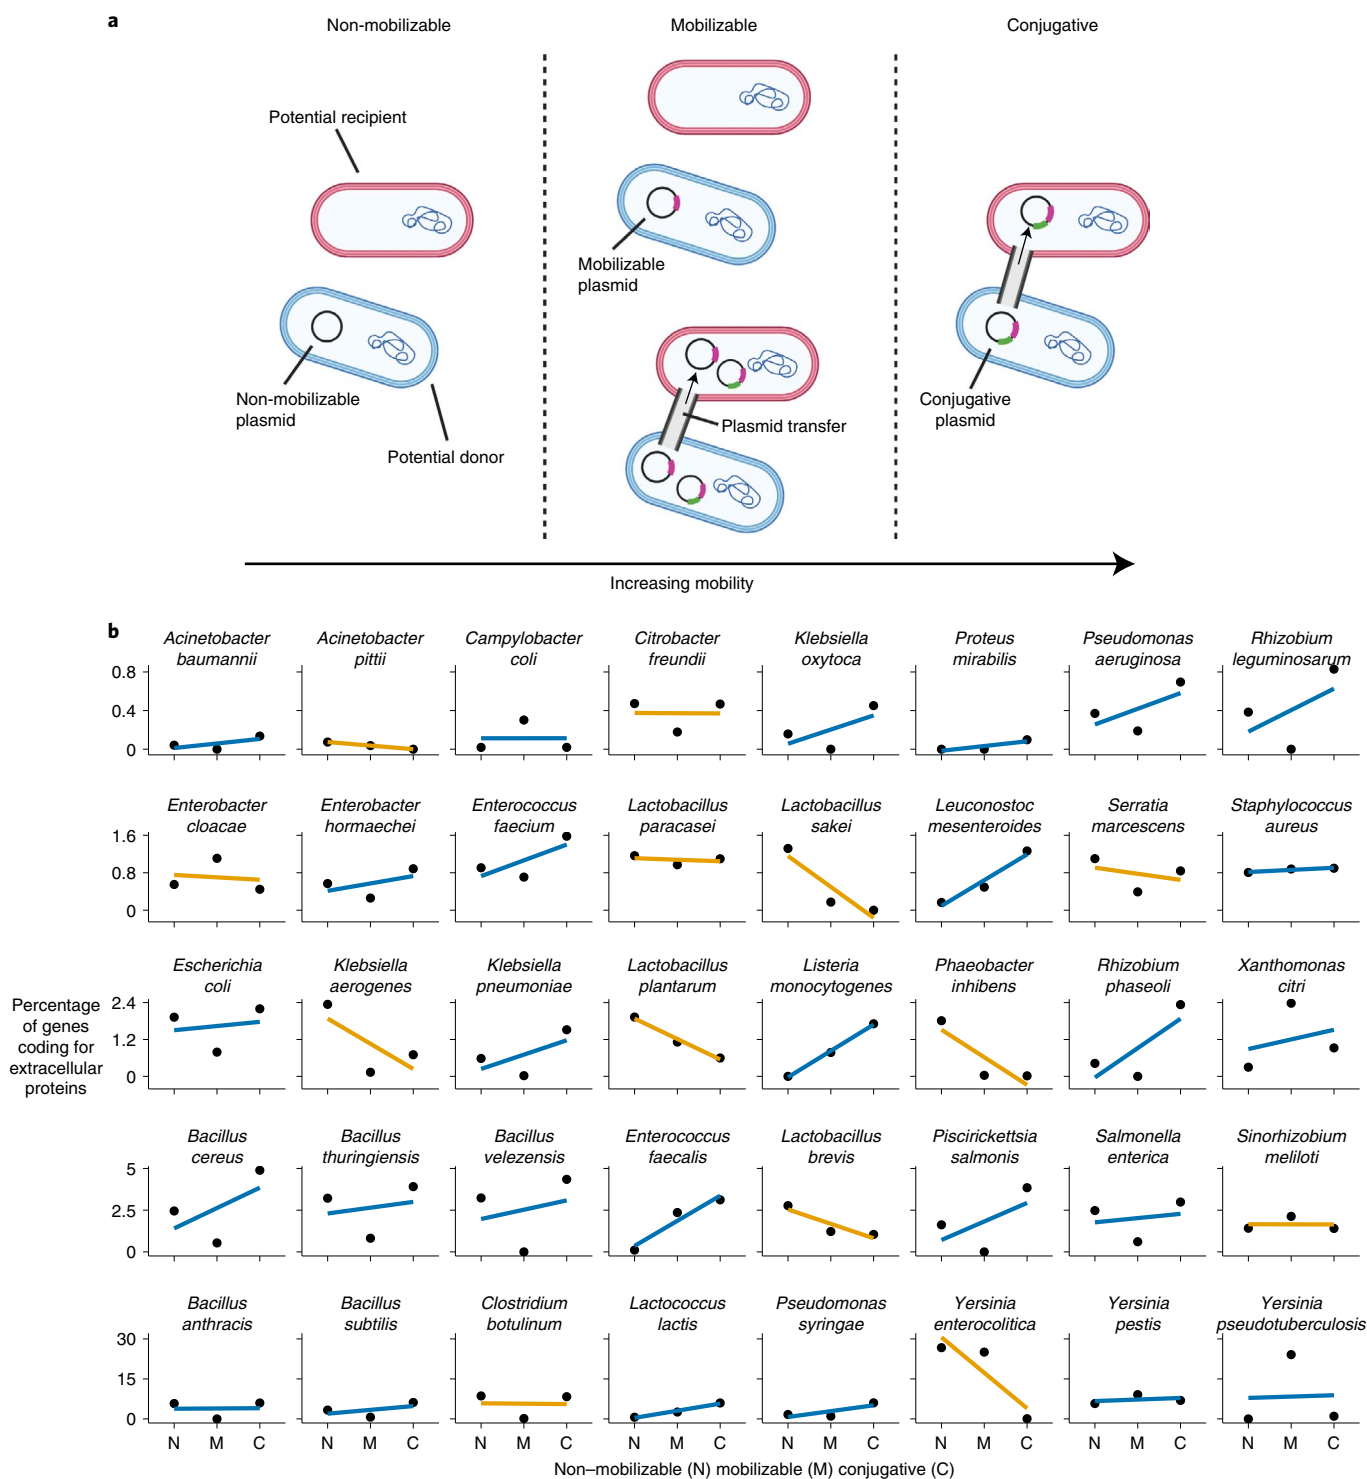 a
Non-mobilizable
Mobilizable
Conjugative
Potential recipient
Mobilizable
plasmid
Non-mobilizable
plasmid
Potential donor
Plasmid transfer
Conjugative
plasmid
Increasing mobility
b
Acinetobacter
baumannii
Acinetobacter
pittii
Campylobacter
coli
Citrobacter
freundii
Klebsiella
oxytoca
Proteus
mirabilis
Pseudomonas
aeruginosa
Rhizobium
leguminosarum
0.8
0.4
0
Enterobacter
cloacae
Enterobacter
hormaechei
Enterococcus
faecium
Lactobacillus
paracasei
Lactobacillus
sakei
Leuconostoc
mesenteroides
Serratia
marcescens
Staphylococcus
aureus
1.6
0.8
0
Escherichia
coli
Klebsiella
aerogenes
Klebsiella
pneumoniae
Lactobacillus
plantarum
Listeria
monocytogenes
Phaeobacter
inhibens
Rhizobium
phaseoli
Xanthomonas
citri
Percentage
of genes
coding for
extracellular
proteins
2.4
1.2
0
Bacillus
cereus
Bacillus
thuringiensis
Bacillus
velezensis
Enterococcus
faecalis
Lactobacillus
brevis
Piscirickettsia
salmonis
Salmonella
enterica
Sinorhizobium
meliloti
5
2.5
0
Bacillus
anthracis
Bacillus
subtilis
Clostridium
botulinum
Lactococcus
lactis
Pseudomonas
syringae
Yersinia
enterocolitica
Yersinia
pestis
Yersinia
pseudotuberculosis
30
15
0
N M C N M C N M C N M C N M C N M C N M C N M C
Non–mobilizable (N) mobilizable (M) conjugative (C)